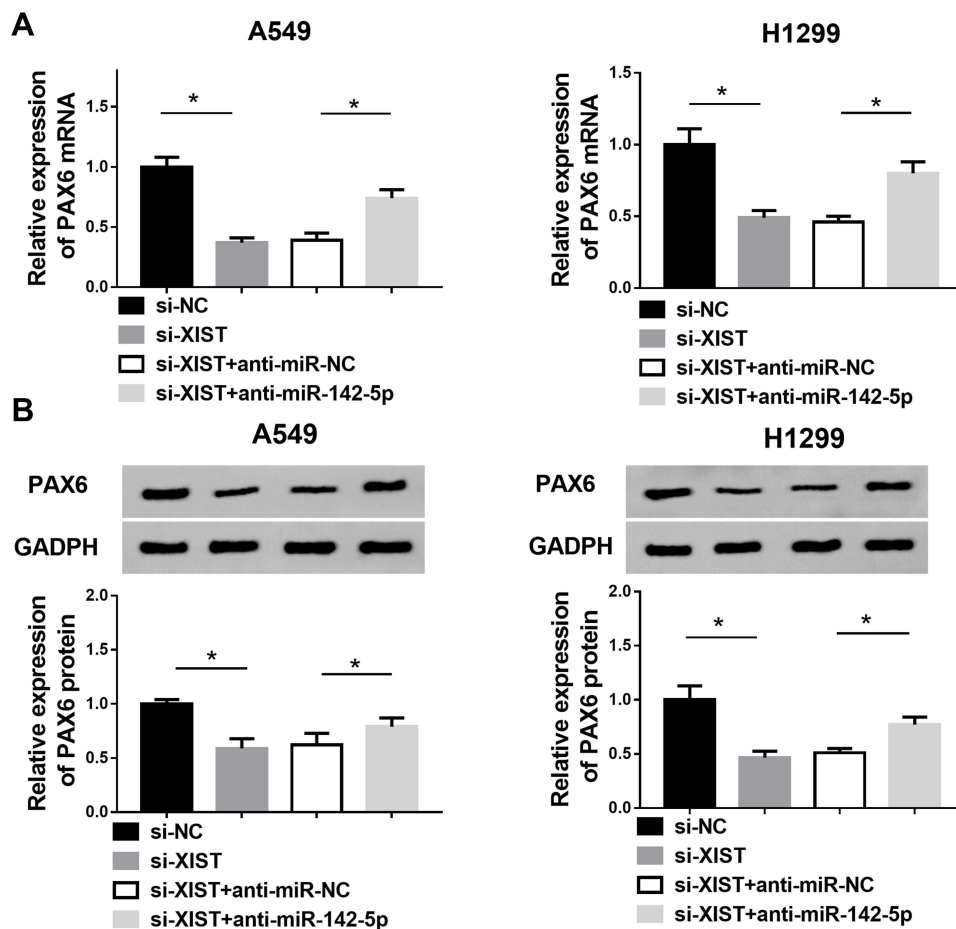 A
A549
Relative expression
of PAX6 mRNA
1.5
1.0
0.5
0.0
*
*
si-NC
si-XIST
si-XIST+anti-miR-NC
si-XIST+anti-miR-142-5p
H1299
Relative expression
of PAX6 mRNA
1.5
1.0
0.5
0.0
*
*
si-NC
si-XIST
si-XIST+anti-miR-NC
si-XIST+anti-miR-142-5p
B
A549
PAX6
GADPH
Relative expression
of PAX6 protein
2.0
1.5
1.0
0.5
0.0
*
*
si-NC
si-XIST
si-XIST+anti-miR-NC
si-XIST+anti-miR-142-5p
H1299
PAX6
GADPH
Relative expression
of PAX6 protein
2.0
1.5
1.0
0.5
0.0
*
*
si-NC
si-XIST
si-XIST+anti-miR-NC
si-XIST+anti-miR-142-5p